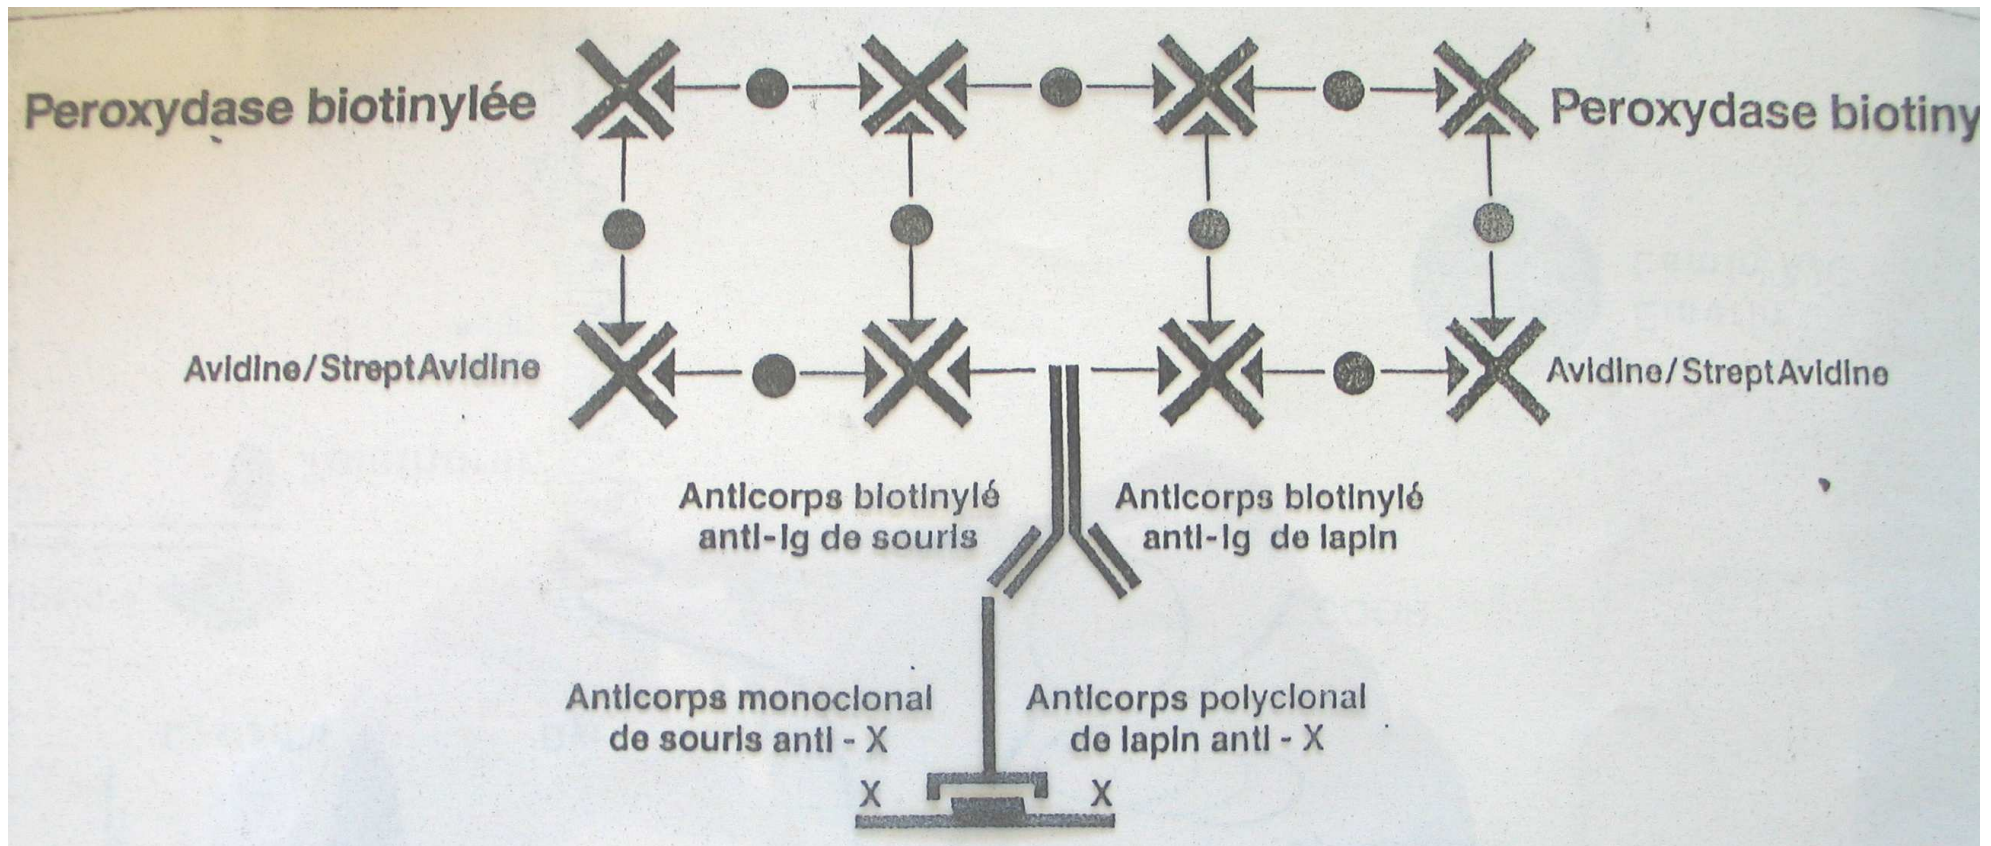 Peroxydase biotinylée
Peroxydase biotiny
Avidine/StreptAvidine
Avidine/StreptAvidine
Anticorps biotinylé
anti-Ig de souris
Anticorps biotinylé
anti-Ig de lapin
Anticorps monoclonal
de souris anti - X
Anticorps polyclonal
de lapin anti - X
X
X